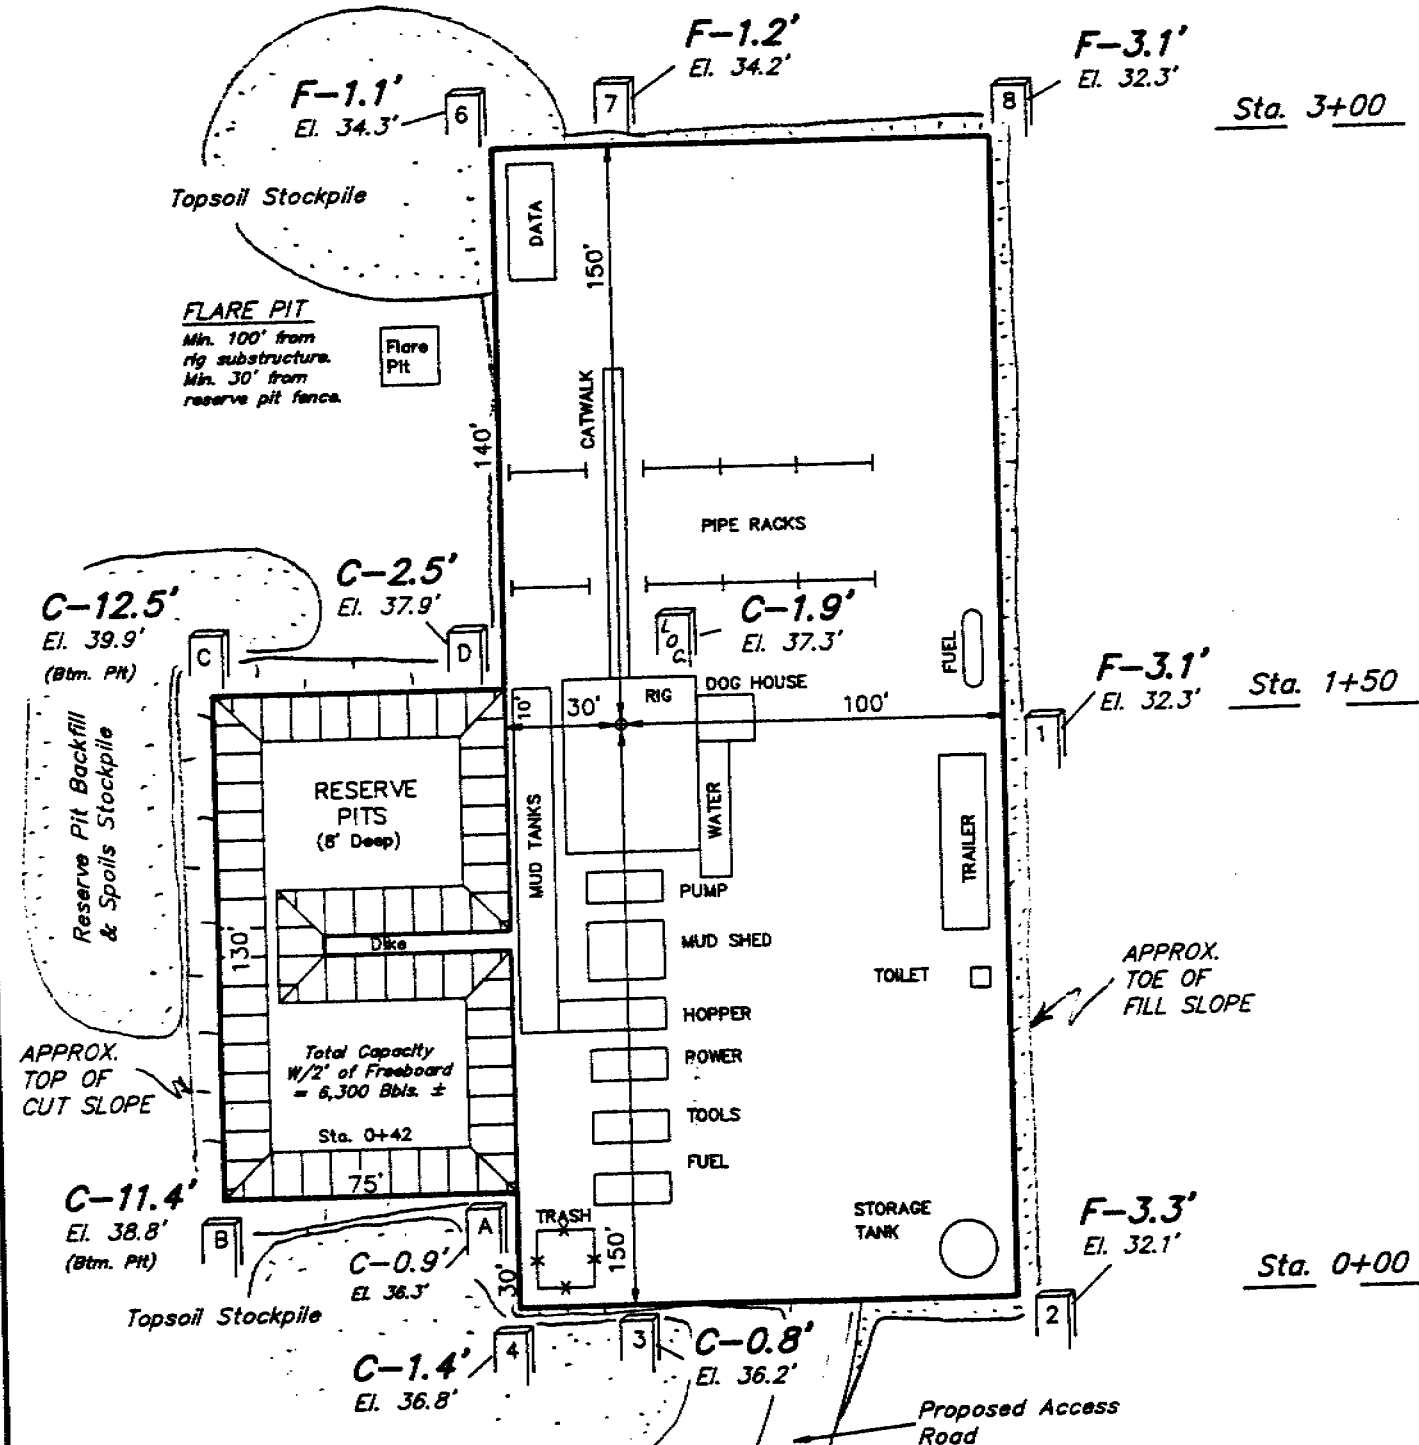 F-1.2'
El. 34.2'
F-3.1'
El. 32.3'
F-1.1'
El. 34.3'
6
7
8
Sta. 3+00
Topsoil Stockpile
DATA
150'
FLARE PIT
Min. 100' from
rig substructure.
Min. 30' from
reserve pit fence.
Flare
Pit
CATWALK
140'
PIPE RACKS
C-12.5'
El. 39.9'
(Btm. Pit)
C
C-2.5'
El. 37.9'
D
LOC.
C-1.9'
El. 37.3'
FUEL
F-3.1'
El. 32.3'
1
Sta. 1+50
10'
30'
RIG
DOG HOUSE
100'
Reserve Pit Backfill
& Spoils Stockpile
RESERVE
PITS
(8' Deep)
MUD TANKS
WATER
TRAILER
PUMP
130'
Dike
MUD SHED
TOILET
APPROX.
TOE OF
FILL SLOPE
HOPPER
APPROX.
TOP OF
CUT SLOPE
Total Capacity
W/2' of Freeboard
= 6,300 Bbls. ±
POWER
Sta. 0+42
TOOLS
FUEL
75'
C-11.4'
El. 38.8'
(Btm. Pit)
B
A
C-0.9'
El. 36.3'
TRASH
30'
150'
STORAGE
TANK
F-3.3'
El. 32.1'
2
Sta. 0+00
Topsoil Stockpile
C-1.4'
El. 36.8'
4
3
C-0.8'
El. 36.2'
Proposed Access
Road